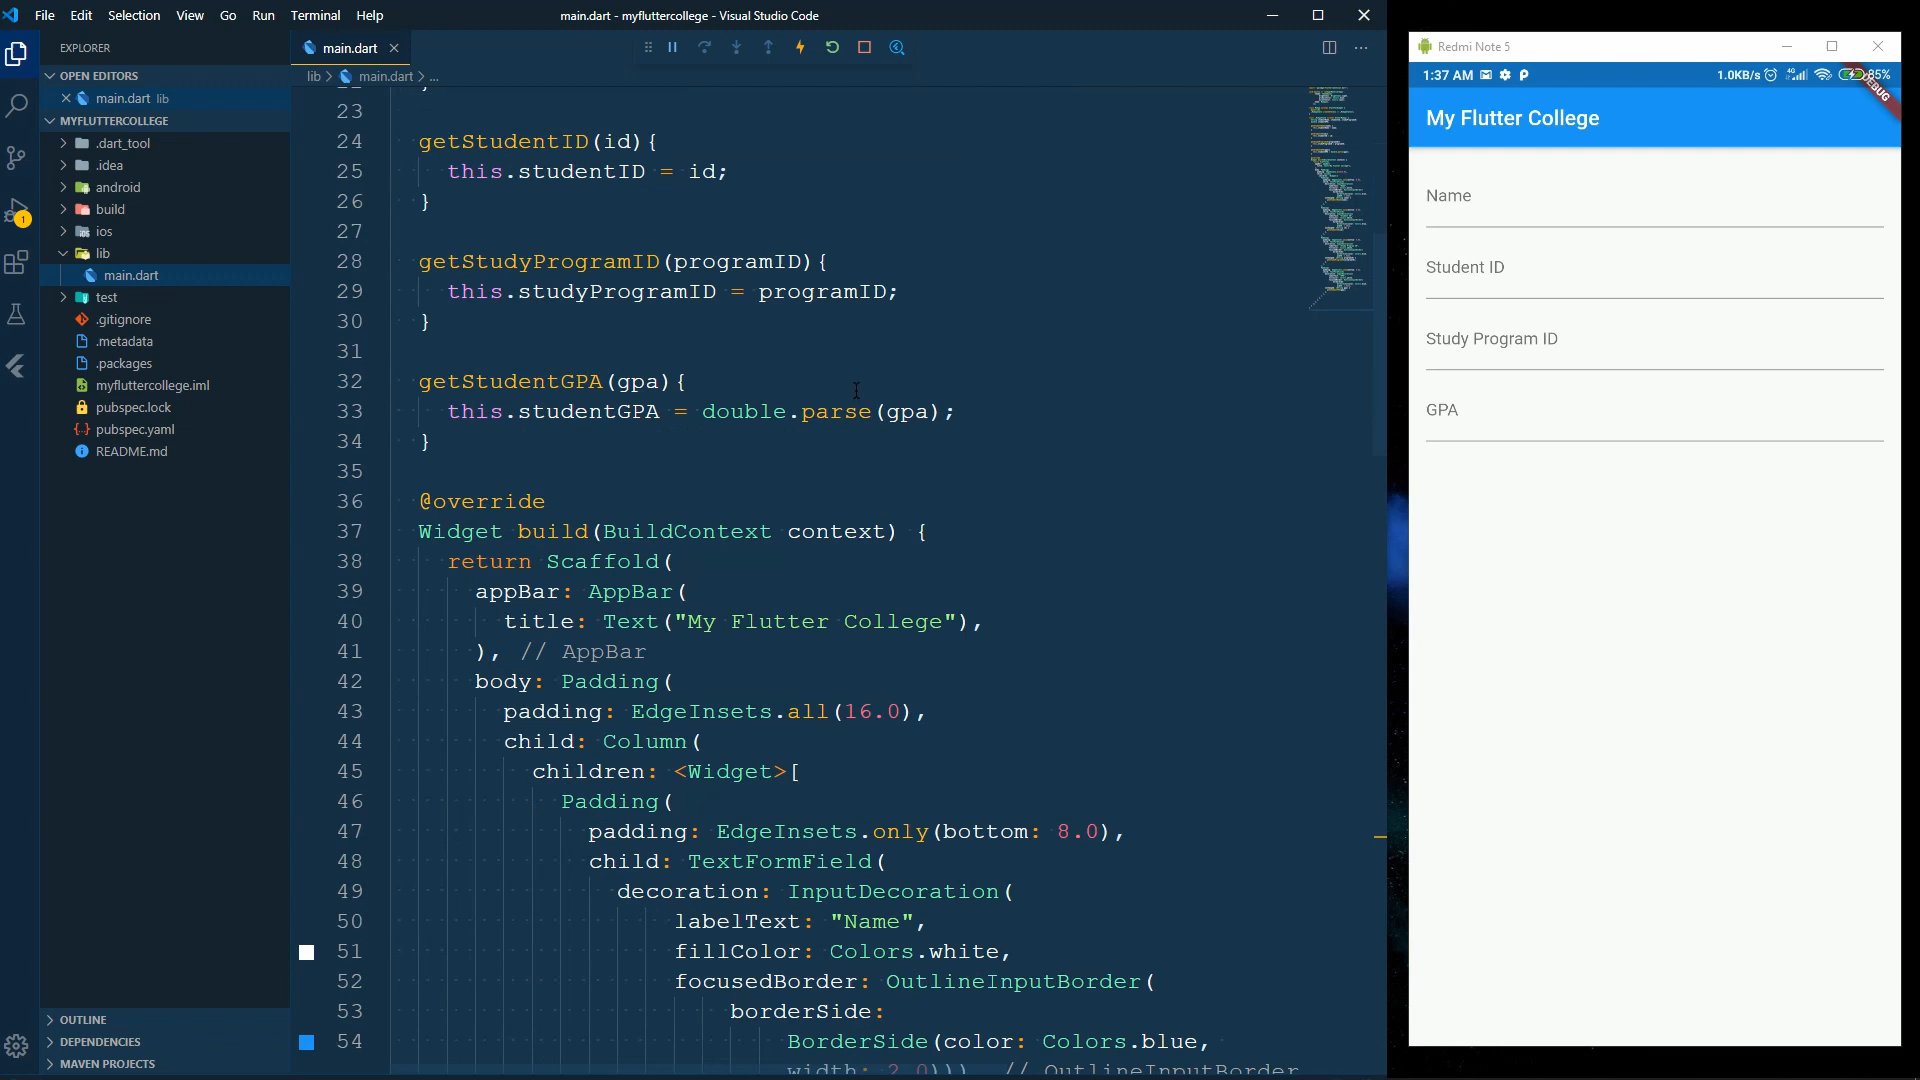 File Edit Selection View Go Run Terminal Help
main.dart - myfluttercollege - Visual Studio Code
EXPLORER
OPEN EDITORS
main.dart lib
MYFLUTTERCOLLEGE
.dart_tool
.idea
android
build
ios
lib
main.dart
test
.gitignore
.metadata
.packages
myfluttercollege.iml
pubspec.lock
pubspec.yaml
README.md
OUTLINE
DEPENDENCIES
MAVEN PROJECTS
1
main.dart
lib > main.dart > ...
23
24 getStudentID(id){
25 this.studentID = id;
26 }
27
28 getStudyProgramID(programID){
29 this.studyProgramID = programID;
30 }
31
32 getStudentGPA(gpa){
33 this.studentGPA = double.parse(gpa);
34 }
35
36 @override
37 Widget build(BuildContext context) {
38 return Scaffold(
39 appBar: AppBar(
40 title: Text("My Flutter College"),
41 ), // AppBar
42 body: Padding(
43 padding: EdgeInsets.all(16.0),
44 child: Column(
45 children: <Widget>[
46 Padding(
47 padding: EdgeInsets.only(bottom: 8.0),
48 child: TextFormField(
49 decoration: InputDecoration(
50 labelText: "Name",
51 fillColor: Colors.white,
52 focusedBorder: OutlineInputBorder(
53 borderSide:
54 BorderSide(color: Colors.blue,
width: 2.0))), // OutlineInputBorder
Redmi Note 5
1:37 AM
1.0KB/s 4G 85%
DEBUG
My Flutter College
Name
Student ID
Study Program ID
GPA